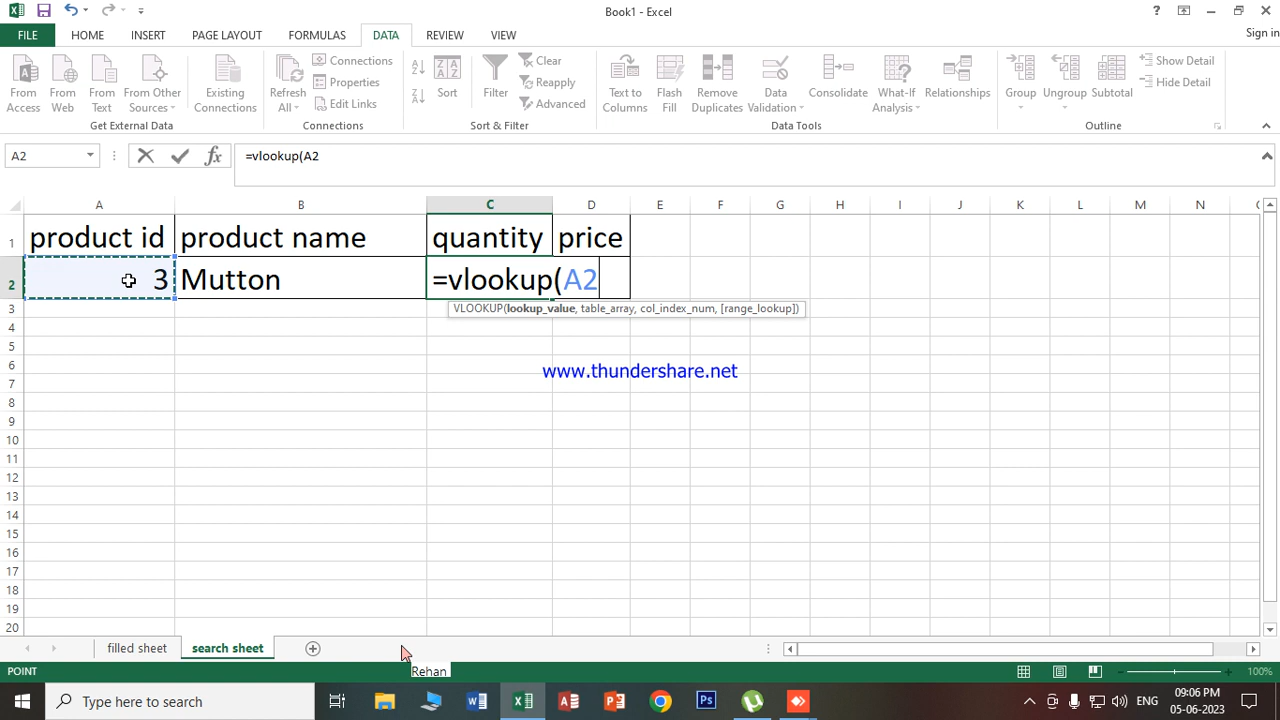 Book1 - Excel
?
FILE HOME INSERT PAGE LAYOUT FORMULAS DATA REVIEW VIEW Sign in
From Access
From Web
From Text
From Other Sources
Existing Connections
Get External Data
Refresh All
Connections
Properties
Edit Links
Connections
Sort
Filter
Clear
Reapply
Advanced
Sort & Filter
Text to Columns
Flash Fill
Remove Duplicates
Data Validation
Consolidate
What-If Analysis
Relationships
Data Tools
Group
Ungroup
Subtotal
Show Detail
Hide Detail
Outline
A2 fx =vlookup(A2
A B C D E F G H I J K L M N
1 product id product name quantity price
2 3 Mutton =vlookup(A2
VLOOKUP(lookup_value, table_array, col_index_num, [range_lookup])
3
4
5
6
www.thundershare.net
7
8
9
10
11
12
13
14
15
16
17
18
19
20
filled sheet search sheet
Rehan
POINT 100%
Type here to search
ENG
09:06 PM
05-06-2023